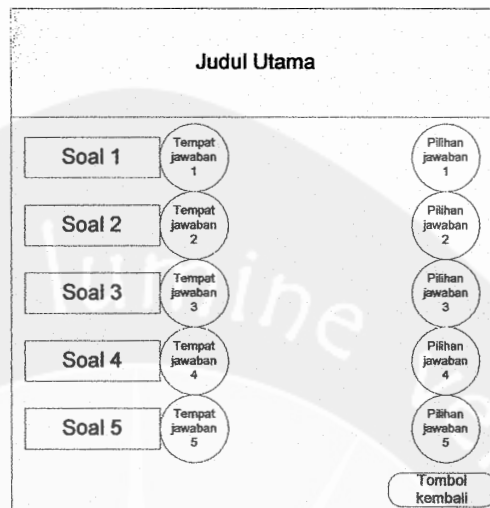 Judul Utama
Soal 1
Tempat
jawaban
1
Pilihan
jawaban
1
Soal 2
Tempat
jawaban
2
Pilihan
jawaban
2
Soal 3
Tempat
jawaban
3
Pilihan
jawaban
3
Soal 4
Tempat
jawaban
4
Pilihan
jawaban
4
Soal 5
Tempat
jawaban
5
Pilihan
jawaban
5
Tombol
kembali
lumine